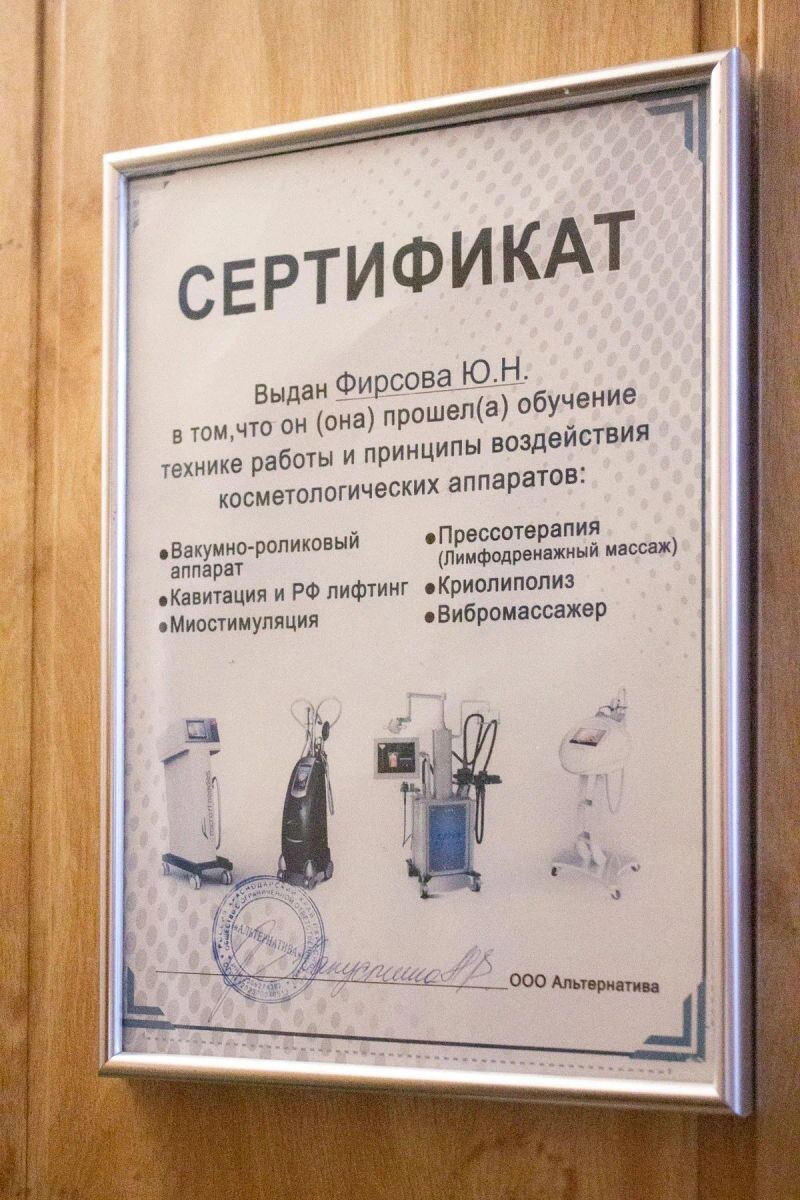 СЕРТИФИКАТ
Выдан Фирсова Ю.Н.
в том,что он (она) прошел(а) обучение
технике работы и принципы воздействия
косметологических аппаратов:
•Вакумно-роликовый
аппарат
•Кавитация и РФ лифтинг
•Миостимуляция
•Прессотерапия
(Лимфодренажный массаж)
•Криолиполиз
•Вибромассажер
«АЛЬТЕРНАТИВА»
ООО Альтернатива